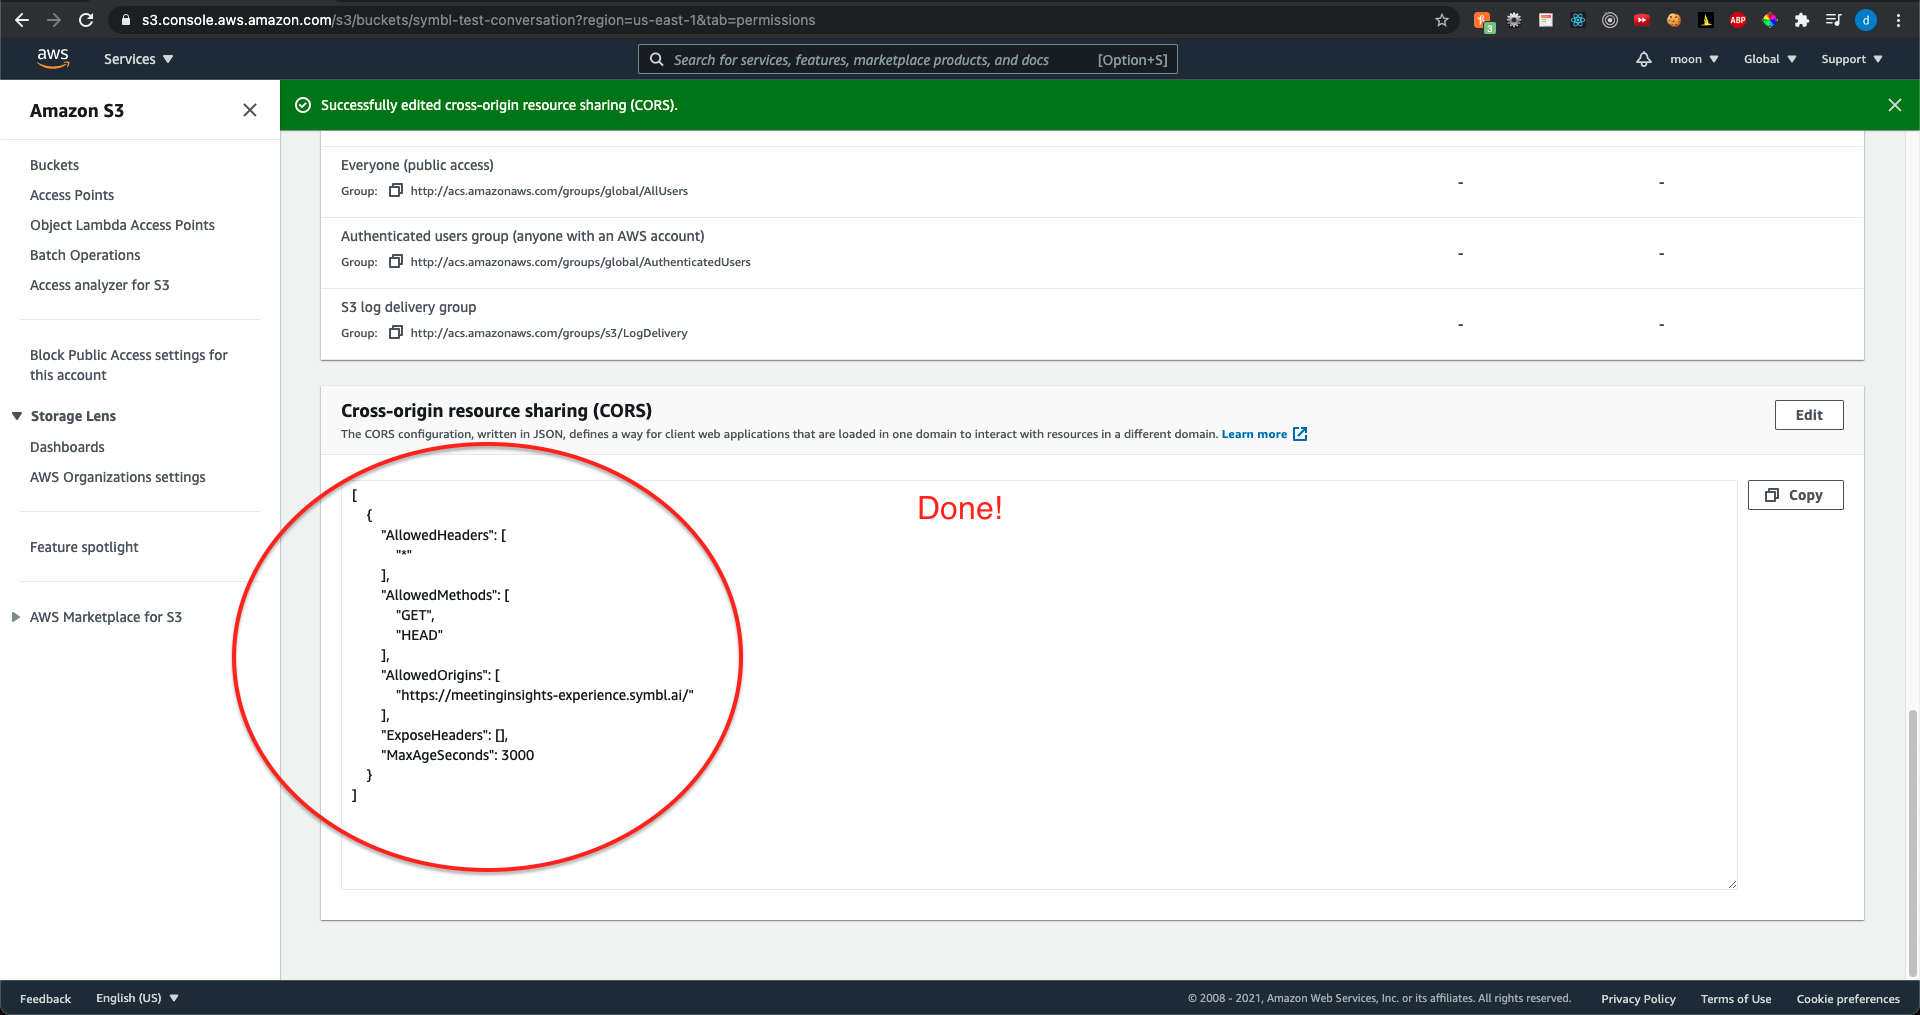 s3.console.aws.amazon.com/s3/buckets/symbl-test-conversation?region=us-east-1&tab=permissions
3
ABP
d
aws
Services
Search for services, features, marketplace products, and docs [Option+S]
moon
Global
Support
Amazon S3
Buckets
Access Points
Object Lambda Access Points
Batch Operations
Access analyzer for S3
Block Public Access settings for
this account
Storage Lens
Dashboards
AWS Organizations settings
Feature spotlight
AWS Marketplace for S3
Successfully edited cross-origin resource sharing (CORS).
Everyone (public access)
Group: http://acs.amazonaws.com/groups/global/AllUsers
- -
Authenticated users group (anyone with an AWS account)
Group: http://acs.amazonaws.com/groups/global/AuthenticatedUsers
- -
S3 log delivery group
Group: http://acs.amazonaws.com/groups/s3/LogDelivery
- -
Cross-origin resource sharing (CORS)
Edit
The CORS configuration, written in JSON, defines a way for client web applications that are loaded in one domain to interact with resources in a different domain. Learn more
[
{
"AllowedHeaders": [
"*"
],
"AllowedMethods": [
"GET",
"HEAD"
],
"AllowedOrigins": [
"https://meetinginsights-experience.symbl.ai/"
],
"ExposeHeaders": [],
"MaxAgeSeconds": 3000
}
]
Done!
Copy
Feedback
English (US)
© 2008 - 2021, Amazon Web Services, Inc. or its affiliates. All rights reserved.
Privacy Policy
Terms of Use
Cookie preferences